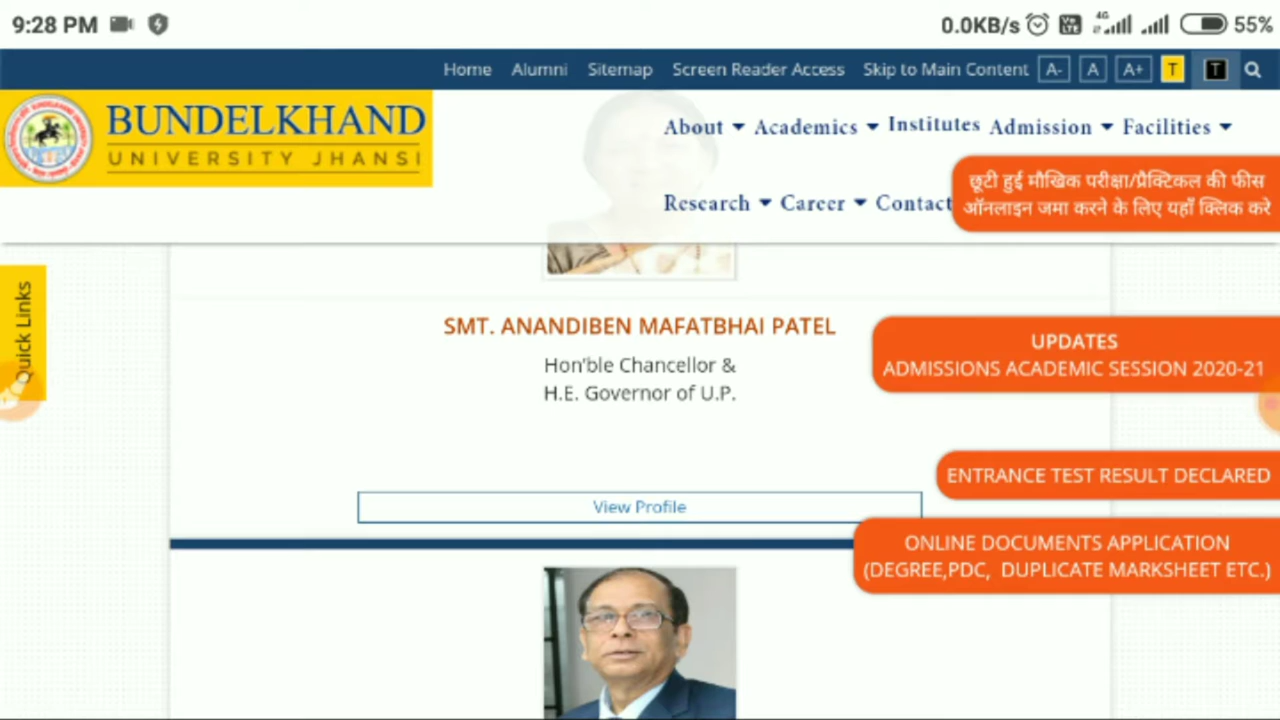 9:28 PM
0.0KB/s 4G 55%
Home Alumni Sitemap Screen Reader Access Skip to Main Content A- A A+ T T
BUNDELKHAND
UNIVERSITY JHANSI
About Academics Institutes Admission Facilities
Research Career Contact
छूटी हुई मौखिक परीक्षा/प्रैक्टिकल की फीस
ऑनलाइन जमा करने के लिए यहाँ क्लिक करे
Quick Links
SMT. ANANDIBEN MAFATBHAI PATEL
Hon'ble Chancellor &
H.E. Governor of U.P.
View Profile
UPDATES
ADMISSIONS ACADEMIC SESSION 2020-21
ENTRANCE TEST RESULT DECLARED
ONLINE DOCUMENTS APPLICATION
(DEGREE,PDC, DUPLICATE MARKSHEET ETC.)